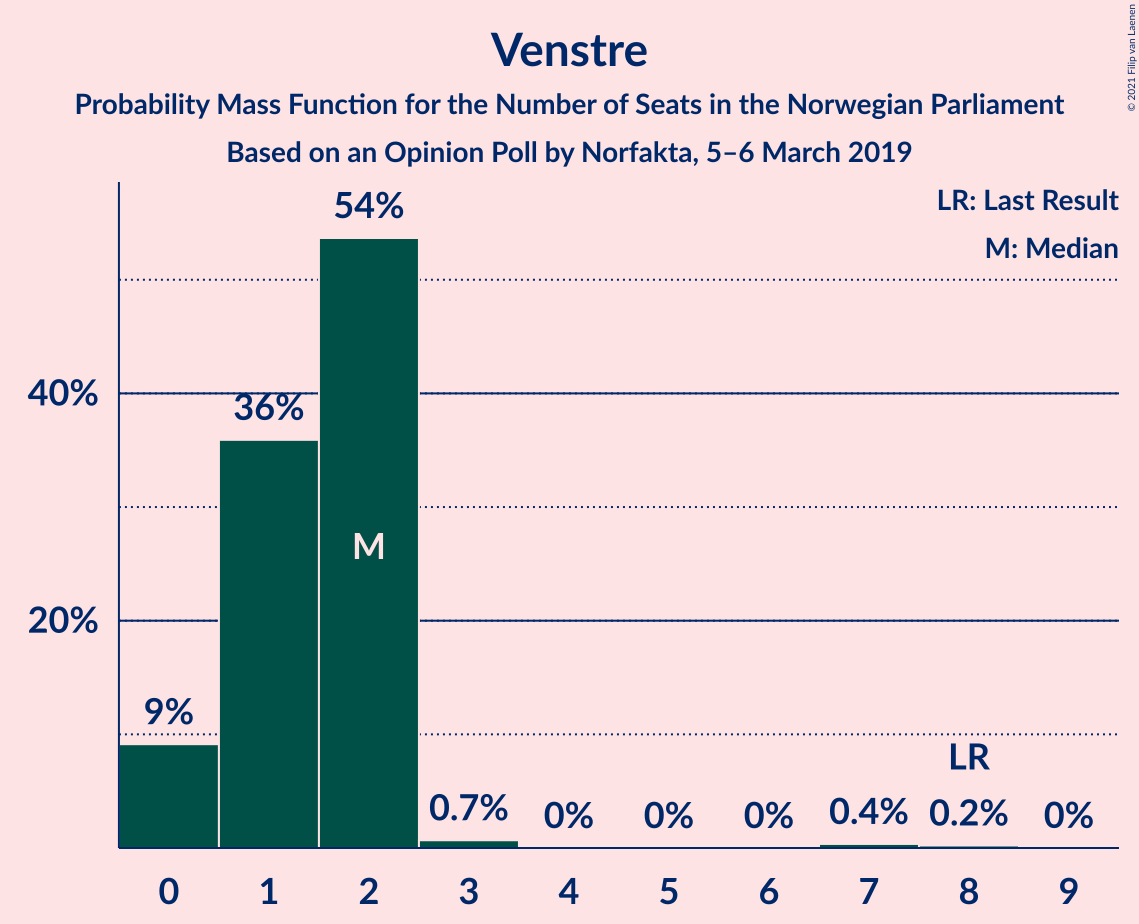 Venstre
Probability Mass Function for the Number of Seats in the Norwegian Parliament
Based on an Opinion Poll by Norfakta, 5–6 March 2019
© 2021 Filip van Laenen
LR: Last Result
M: Median
54%
40%
36%
M
20%
9%
LR
0.7%
0%
0%
0%
0.4%
0.2%
0%
0 1 2 3 4 5 6 7 8 9